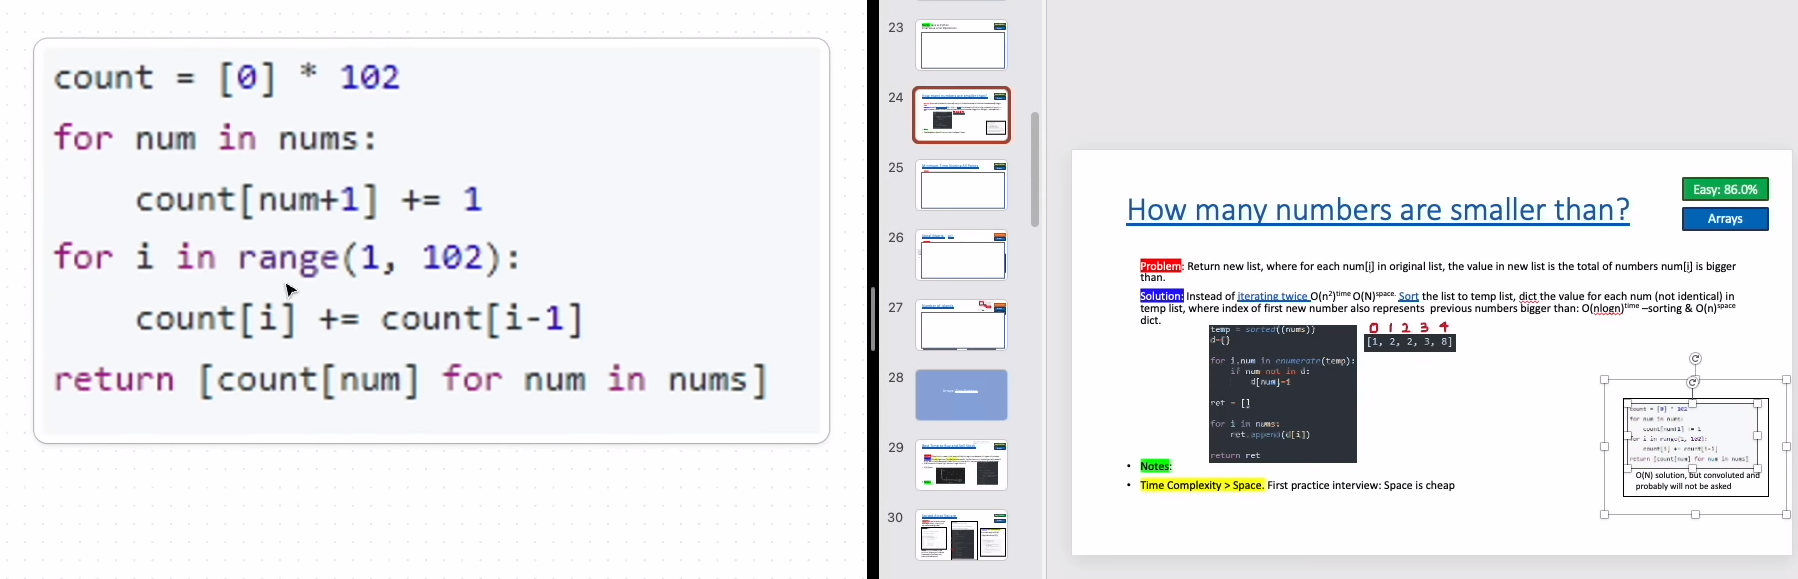 count = [0] * 102
for num in nums:
    count[num+1] += 1
for i in range(1, 102):
    count[i] += count[i-1]
return [count[num] for num in nums]
23
24
25
26
27
28
29
30
How many numbers are smaller than?
Easy: 86.0%
Arrays
Problem: Return new list, where for each num[i] in original list, the value in new list is the total of numbers num[i] is bigger
than.
Solution: Instead of iterating twice O(n²)time O(N)space. Sort the list to temp list, dict the value for each num (not identical) in
temp list, where index of first new number also represents previous numbers bigger than: O(nlogn)time –sorting & O(n)space
dict.
temp = sorted((nums))
d={}
for i,num in enumerate(temp):
    if num not in d:
        d[num]=i
ret = []
for i in nums:
    ret.append(d[i])
return ret
0 1 2 3 4
[1, 2, 2, 3, 8]
• Notes:
• Time Complexity > Space. First practice interview: Space is cheap
count = [0] * 102
for num in nums:
    count[num+1] += 1
for i in range(1, 102):
    count[i] += count[i-1]
return [count[num] for num in nums]
O(N) solution, but convoluted and
probably will not be asked